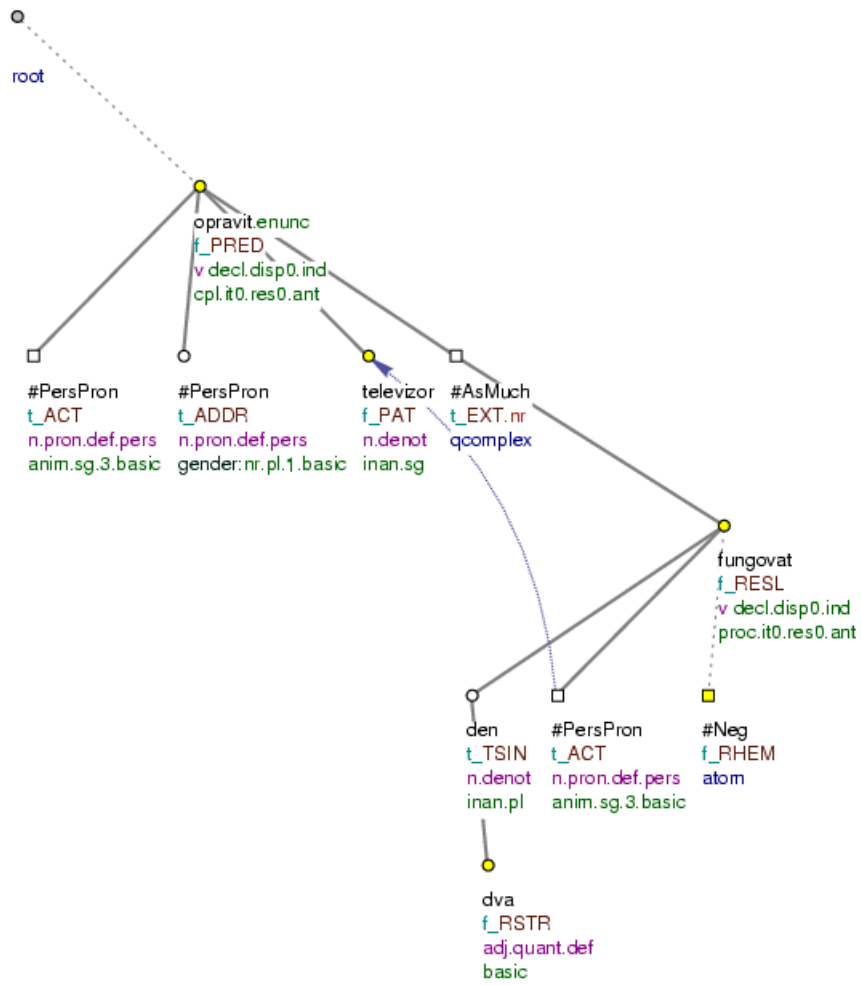 root
opravit.enunc
f_PRED
v decl.disp0.ind
cpl.it0.res0.ant
#PersPron
t_ACT
n.pron.def.pers
anim.sg.3.basic
#PersPron
t_ADDR
n.pron.def.pers
gender:nr.pl.1.basic
televizor
f_PAT
n.denot
inan.sg
#AsMuch
t_EXT.nr
qcomplex
fungovat
f_RESL
v decl.disp0.ind
proc.it0.res0.ant
den
t_TSIN
n.denot
inan.pl
#PersPron
t_ACT
n.pron.def.pers
anim.sg.3.basic
#Neg
f_RHEM
atom
dva
f_RSTR
adj.quant.def
basic